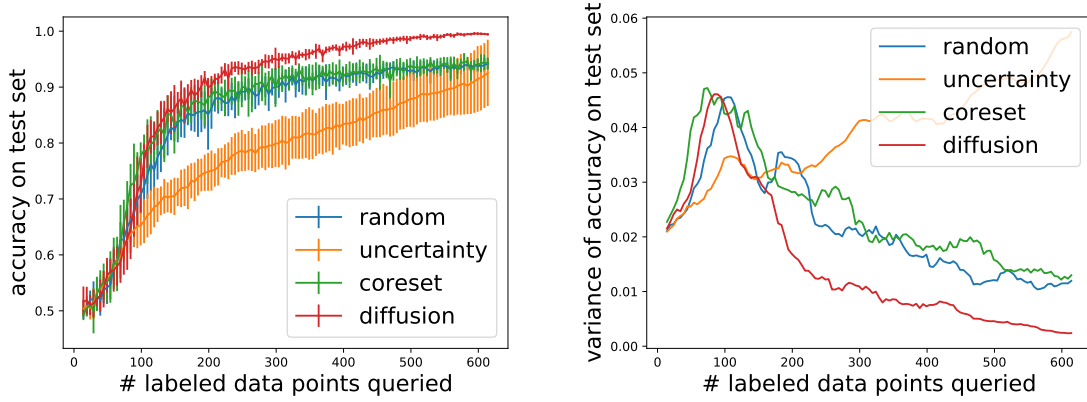 accuracy on test set
1.0
0.9
0.8
0.7
0.6
0.5
0
100
200
300
400
500
600
# labeled data points queried
random
uncertainty
coreset
diffusion
variance of accuracy on test set
0.06
0.05
0.04
0.03
0.02
0.01
0.00
0
100
200
300
400
500
600
# labeled data points queried
random
uncertainty
coreset
diffusion